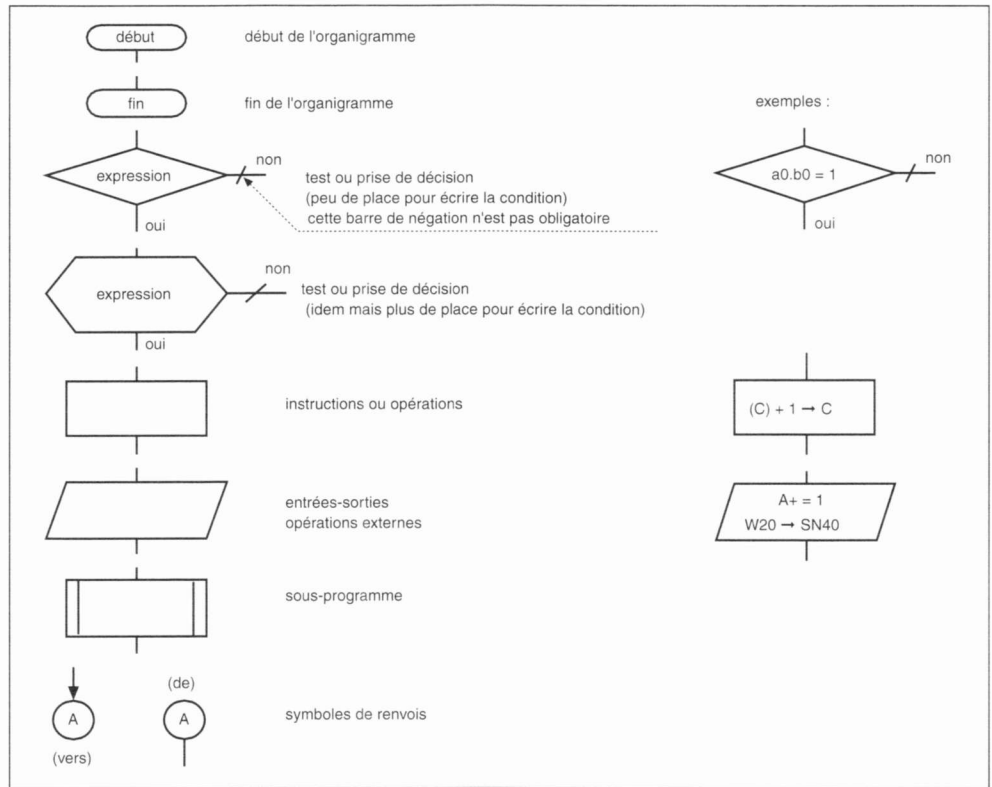 début
début de l'organigramme
fin
fin de l'organigramme
exemples :
expression
non
test ou prise de décision
(peu de place pour écrire la condition)
cette barre de négation n'est pas obligatoire
oui
a0.b0 = 1
non
oui
expression
non
test ou prise de décision
(idem mais plus de place pour écrire la condition)
oui
instructions ou opérations
(C) + 1 → C
entrées-sorties
opérations externes
A+ = 1
W20 → SN40
sous-programme
(de)
A
A
symboles de renvois
(vers)